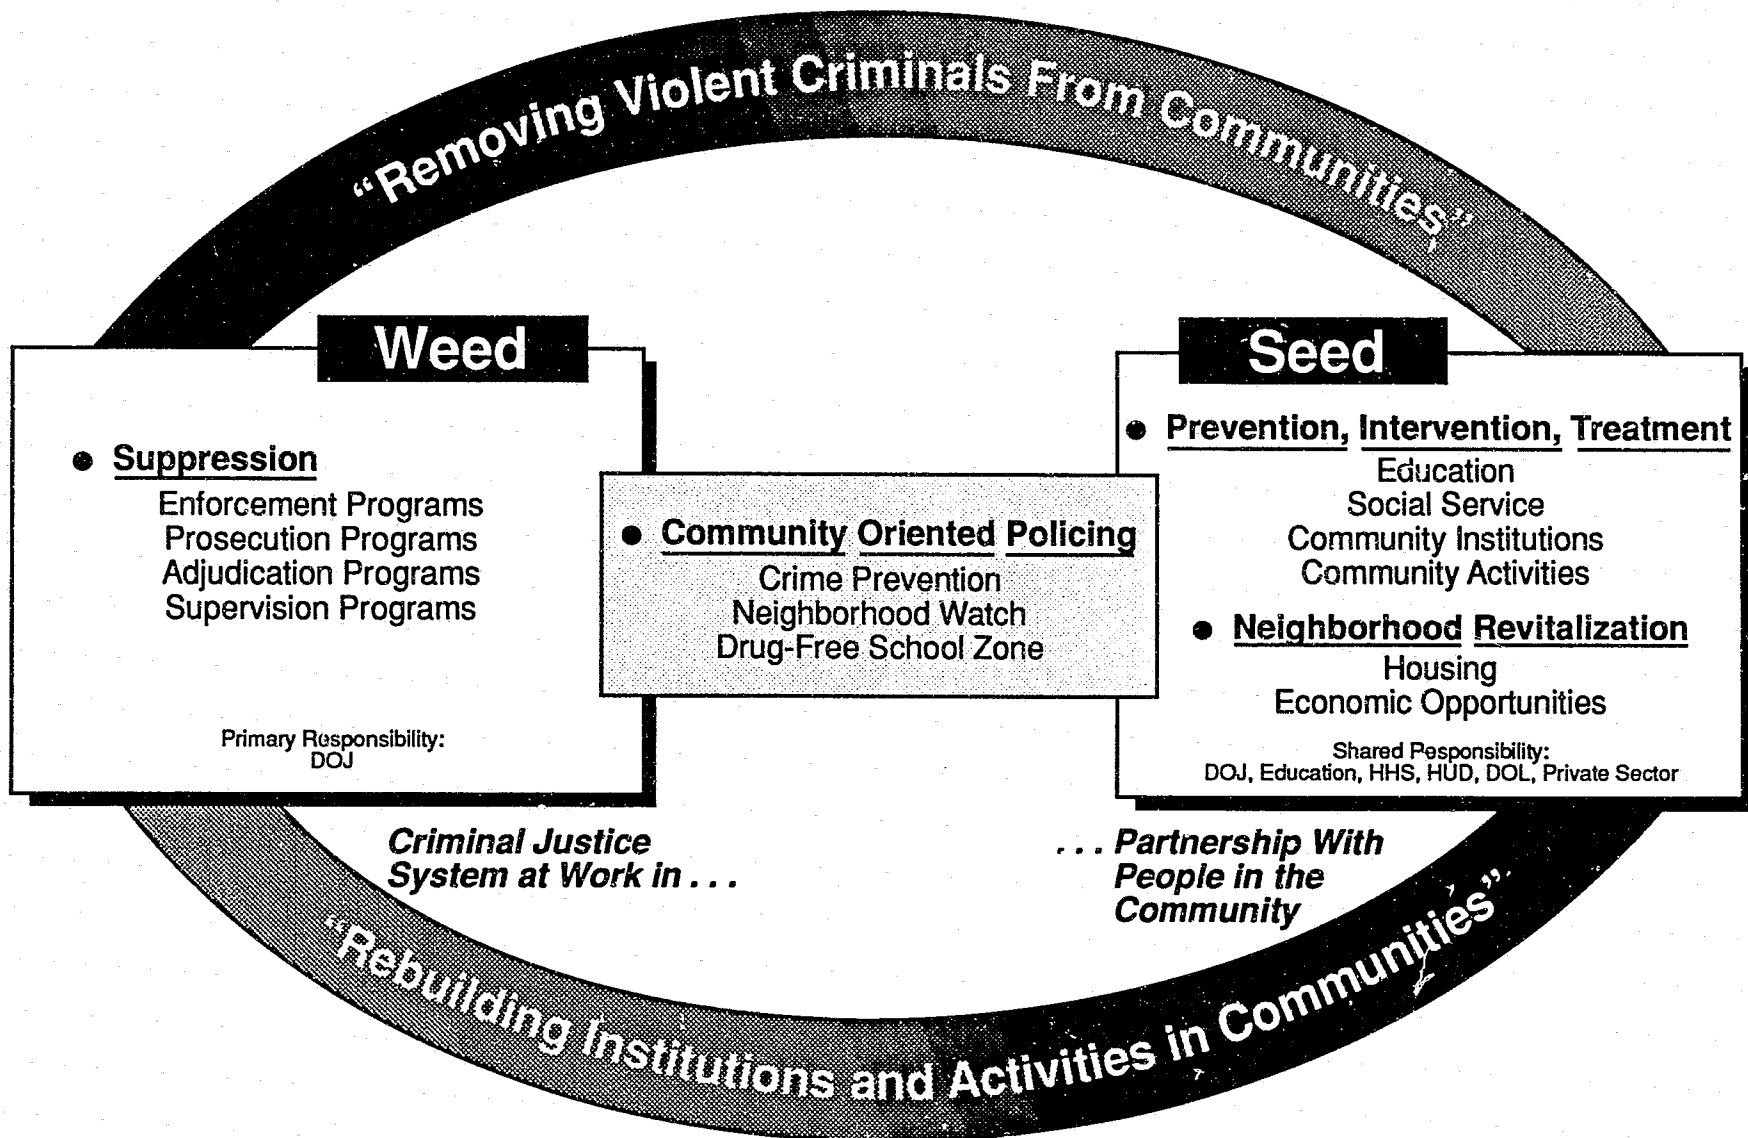 “Removing Violent Criminals From Communities”
Weed
● Suppression
Enforcement Programs
Prosecution Programs
Adjudication Programs
Supervision Programs
Primary Responsibility:
DOJ
● Community Oriented Policing
Crime Prevention
Neighborhood Watch
Drug-Free School Zone
Seed
● Prevention, Intervention, Treatment
Education
Social Service
Community Institutions
Community Activities
● Neighborhood Revitalization
Housing
Economic Opportunities
Shared Responsibility:
DOJ, Education, HHS, HUD, DOL, Private Sector
Criminal Justice
System at Work in . . .
. . . Partnership With
People in the
Community
“Rebuilding Institutions and Activities in Communities”